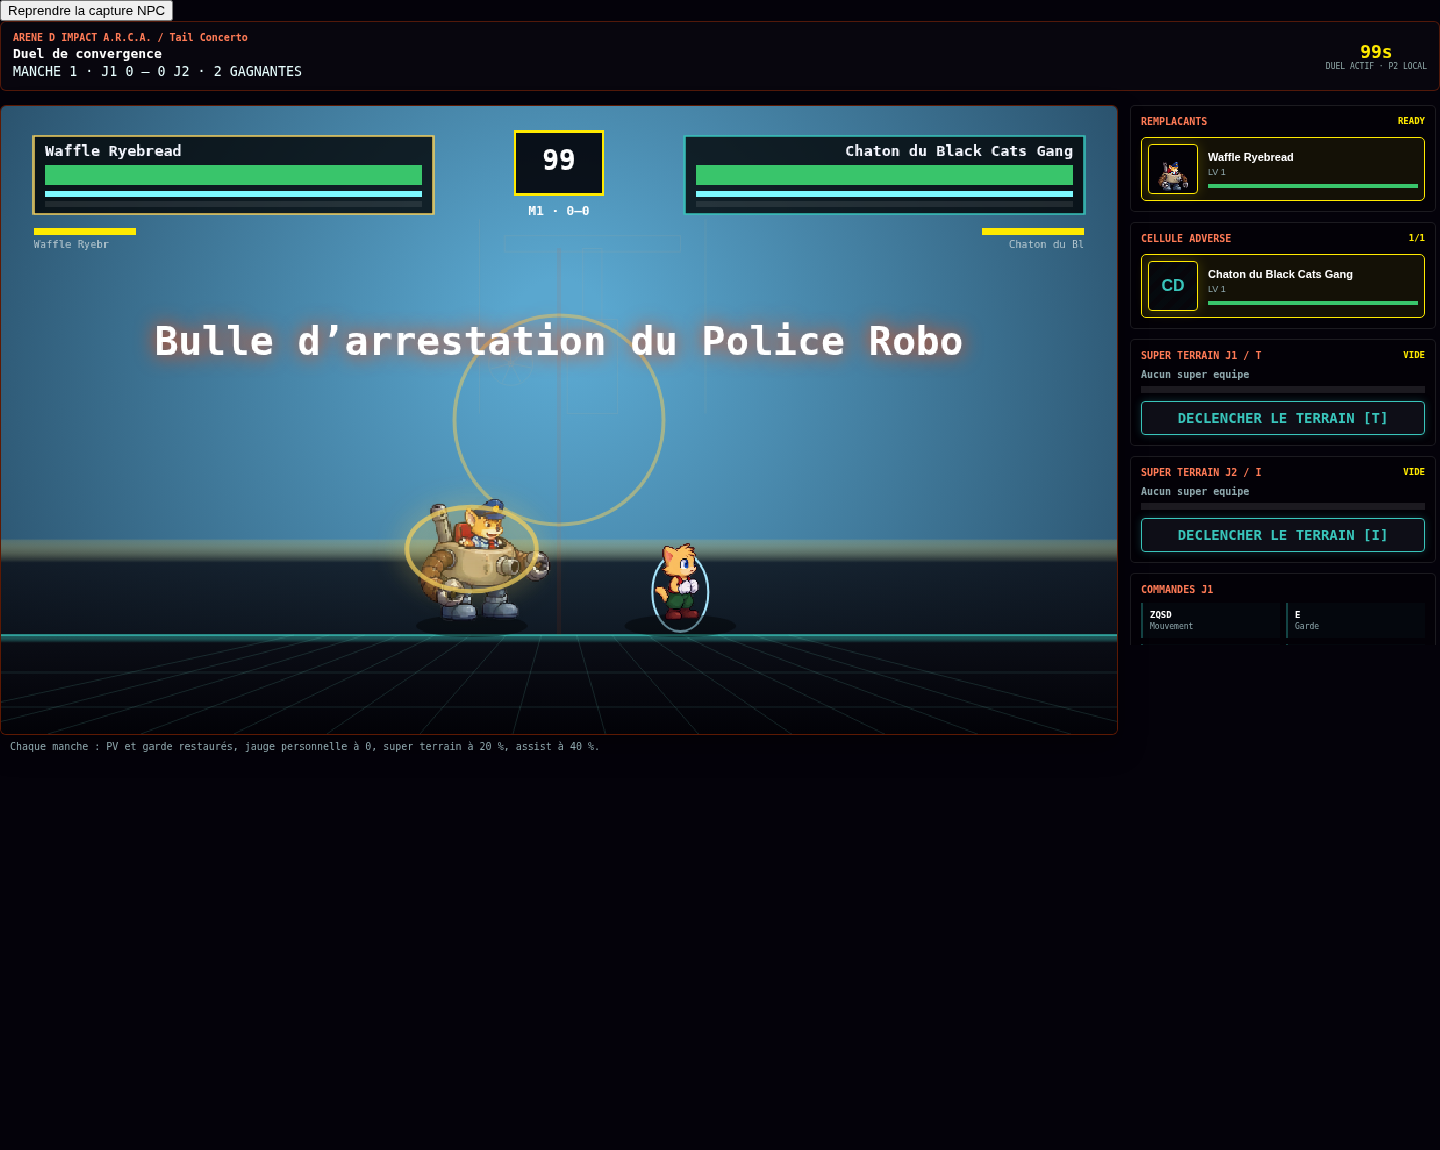 Reprendre la capture NPC
ARENE D IMPACT A.R.C.A. / Tail Concerto
Duel de convergence
MANCHE 1 · J1 0 — 0 J2 · 2 GAGNANTES
99s
DUEL ACTIF · P2 LOCAL
Waffle Ryebread
99
Chaton du Black Cats Gang
M1 · 0—0
Waffle Ryebr
Chaton du Bl
Bulle d’arrestation du Police Robo
Chaque manche : PV et garde restaurés, jauge personnelle à 0, super terrain à 20 %, assist à 40 %.
REMPLACANTS
READY
Waffle Ryebread
LV 1
CELLULE ADVERSE
1/1
CD
Chaton du Black Cats Gang
LV 1
SUPER TERRAIN J1 / T
VIDE
Aucun super equipe
DECLENCHER LE TERRAIN [T]
SUPER TERRAIN J2 / I
VIDE
Aucun super equipe
DECLENCHER LE TERRAIN [I]
COMMANDES J1
ZQSD
Mouvement
E
Garde